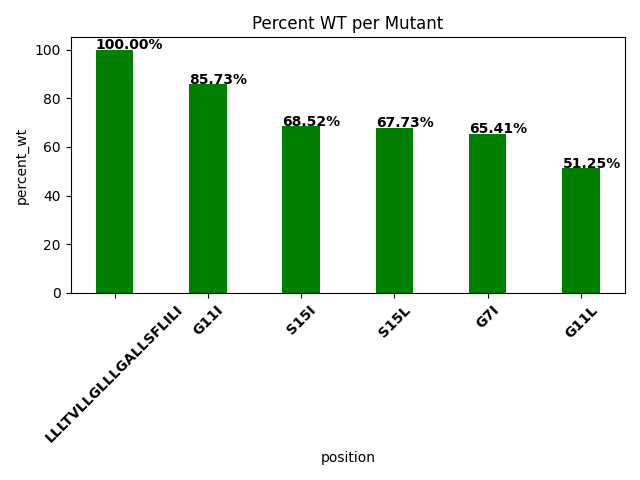 Percent WT per Mutant
percent_wt
100
80
60
40
20
0
100.00%
85.73%
68.52%
67.73%
65.41%
51.25%
LLLTVLLGLLLGALLSFLILI
G11I
S15I
S15L
G7I
G11L
position